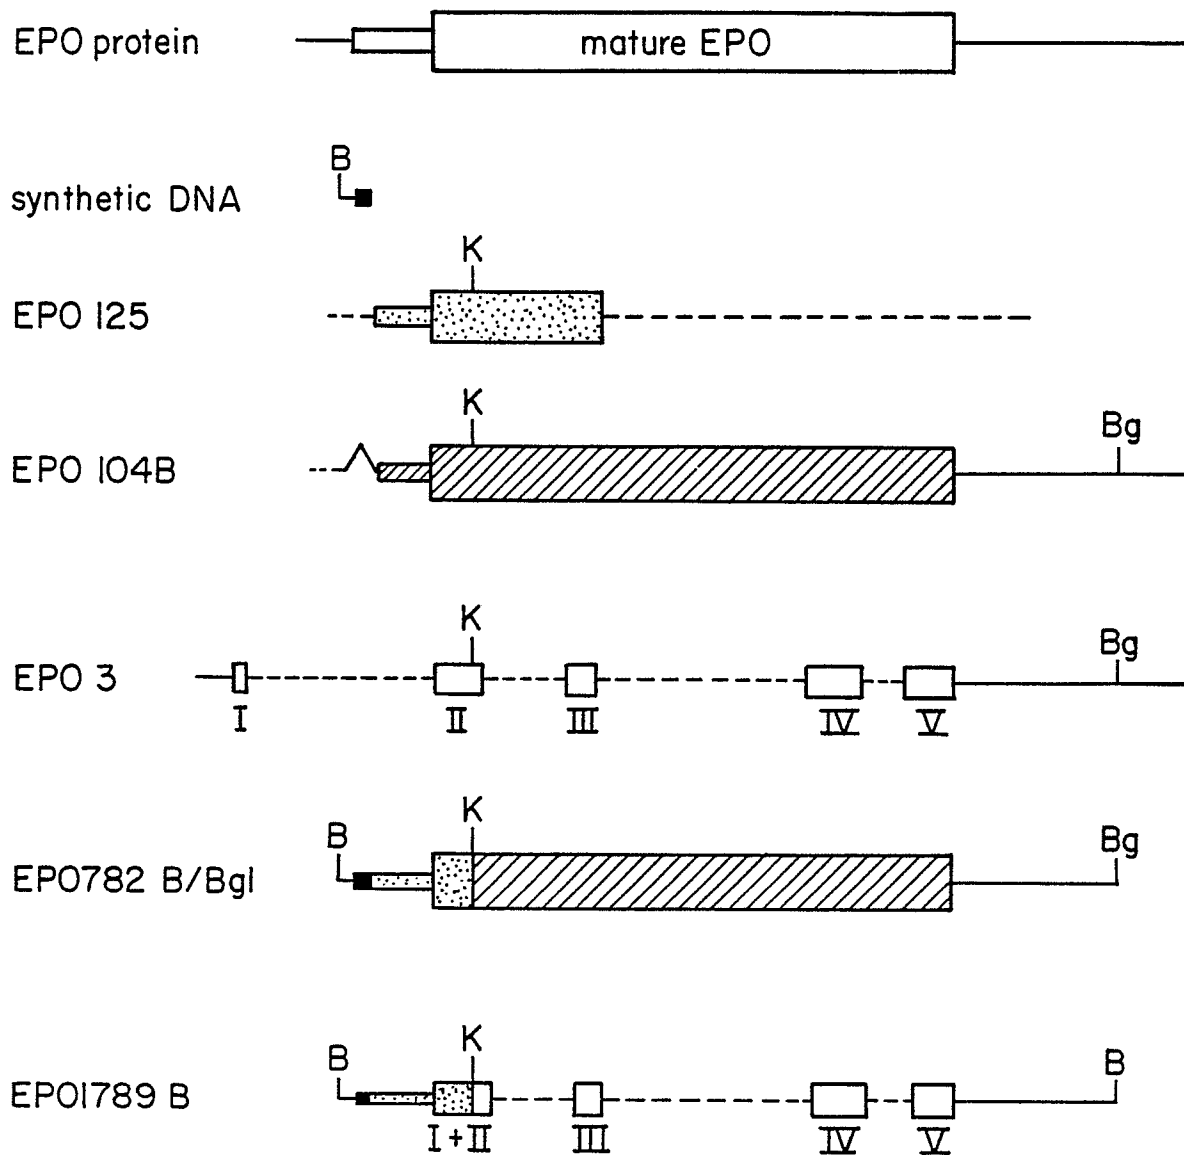 EPO protein
mature EPO
B
synthetic DNA
K
EPO 125
K
Bg
EPO 104B
K
Bg
EPO 3
I II III IV V
B K Bg
EPO782 B/Bgl
B K B
EPO1789 B
I+II III IV V